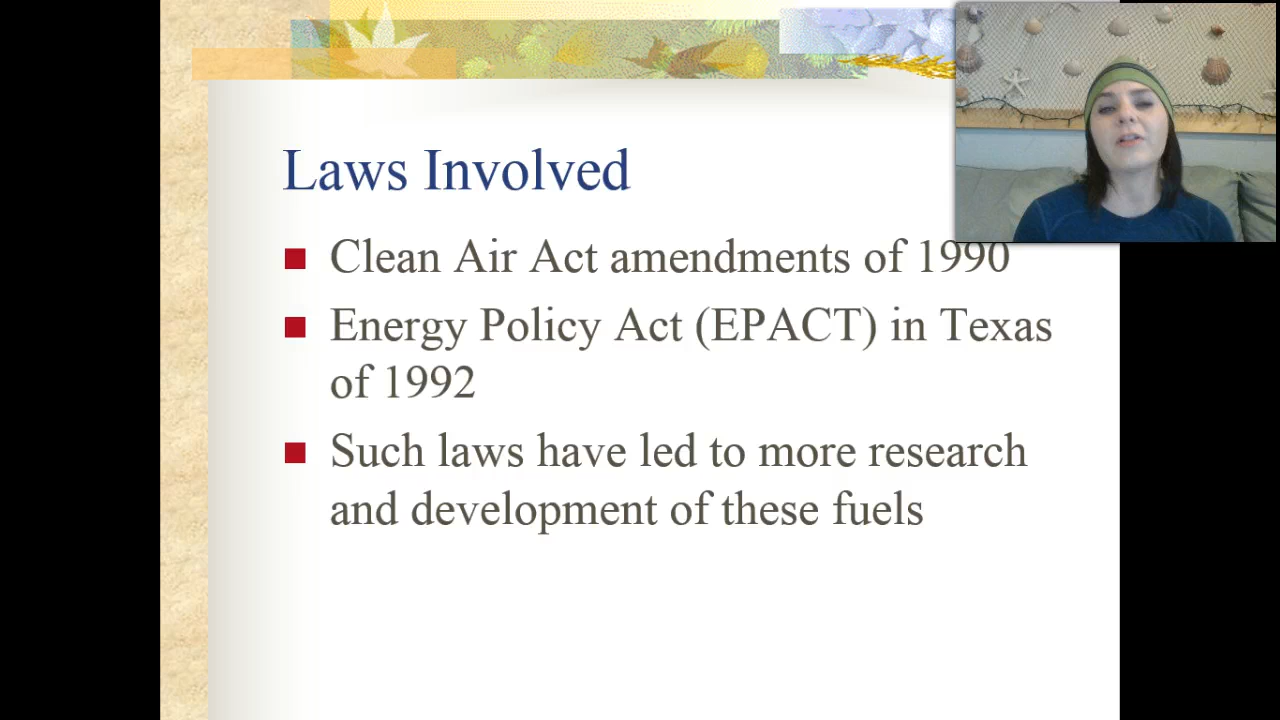 Laws Involved
Clean Air Act amendments of 1990
Energy Policy Act (EPACT) in Texas
of 1992
Such laws have led to more research
and development of these fuels